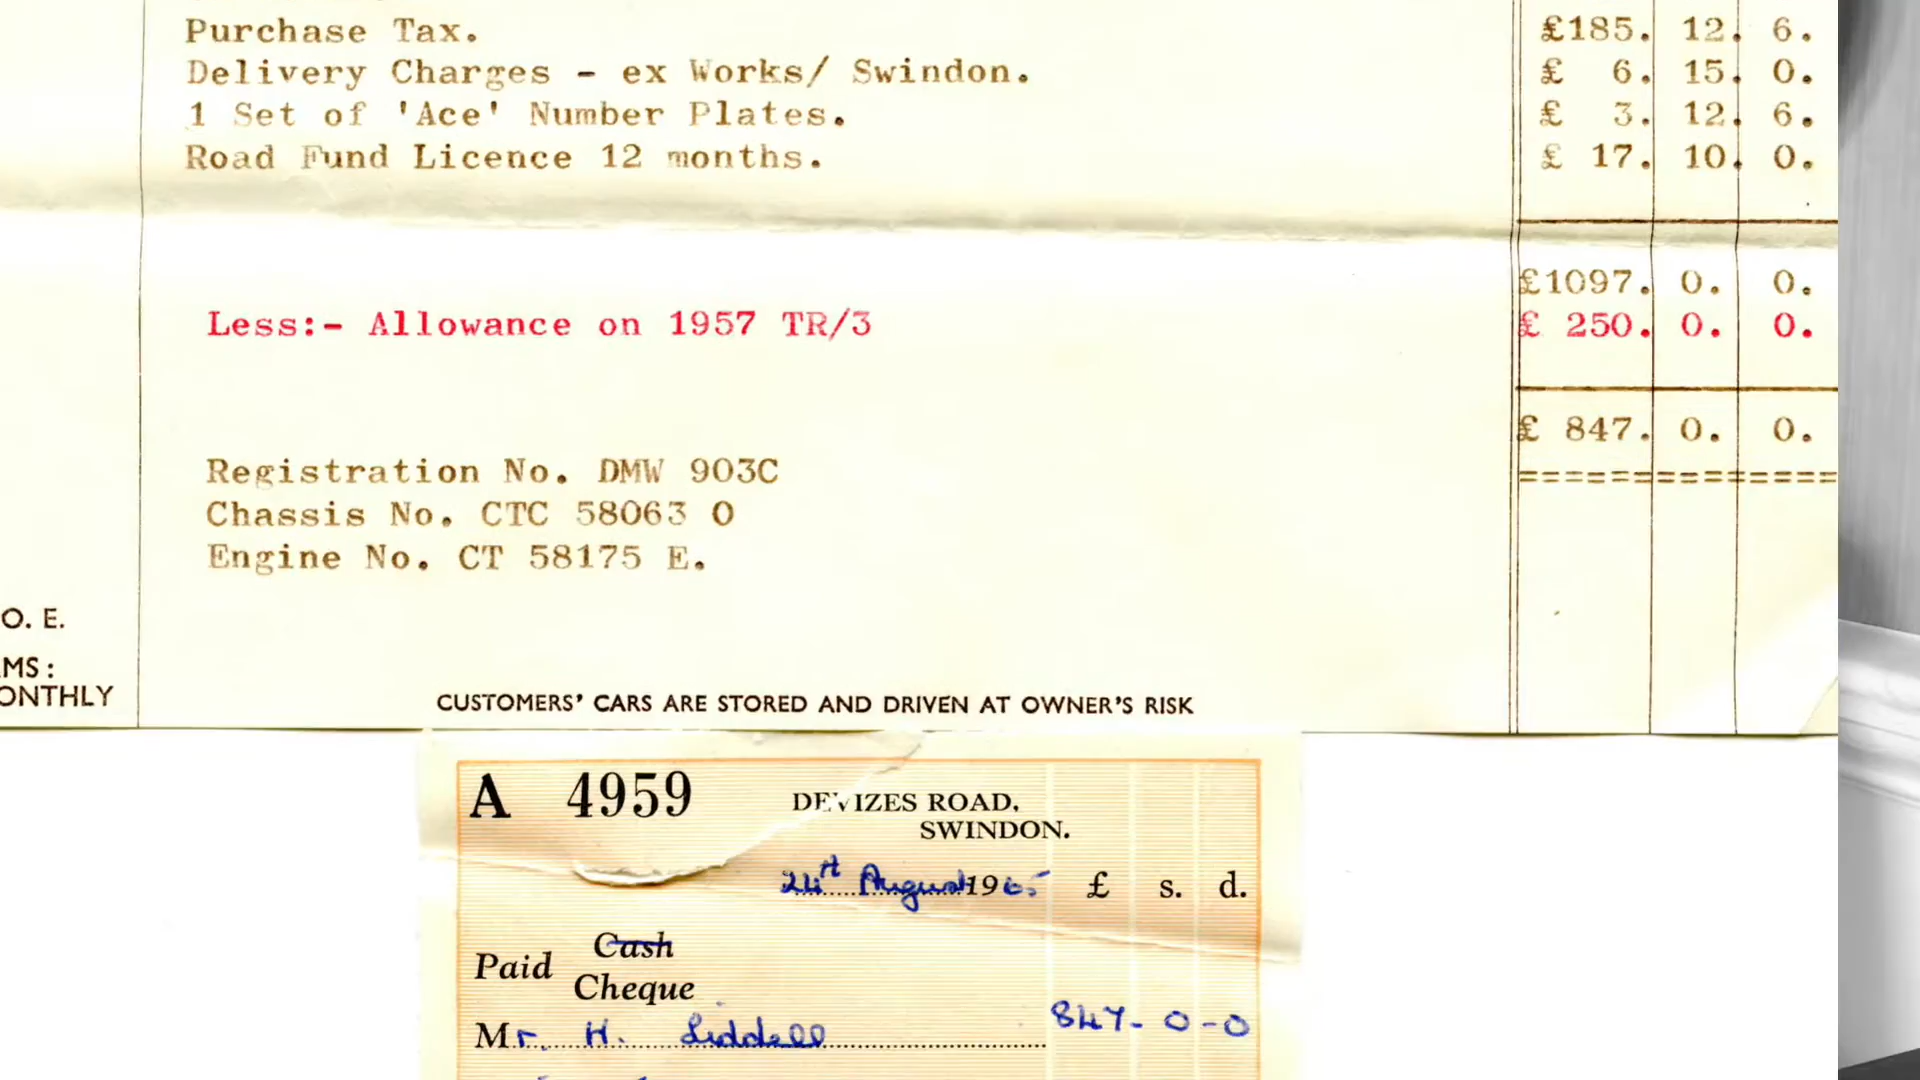 Purchase Tax. £185. 12. 6.
Delivery Charges - ex Works/ Swindon. £ 6. 15. 0.
1 Set of 'Ace' Number Plates. £ 3. 12. 6.
Road Fund Licence 12 months. £ 17. 10. 0.
£1097. 0. 0.
Less:- Allowance on 1957 TR/3 £ 250. 0. 0.
£ 847. 0. 0.
Registration No. DMW 903C
Chassis No. CTC 58063 O
Engine No. CT 58175 E.
O. E.
MS:
ONTHLY
CUSTOMERS' CARS ARE STORED AND DRIVEN AT OWNER'S RISK
A 4959
DEVIZES ROAD,
SWINDON.
August 1965 £ s. d.
Paid Cash
Cheque
Mr. H. Liddell 847-0-0